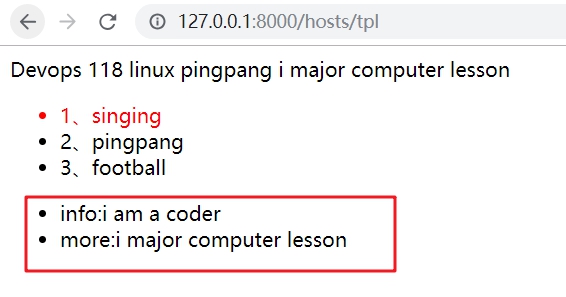 127.0.0.1:8000/hosts/tpl
Devops 118 linux pingpang i major computer lesson
1、singing
2、pingpang
3、football
info:i am a coder
more:i major computer lesson